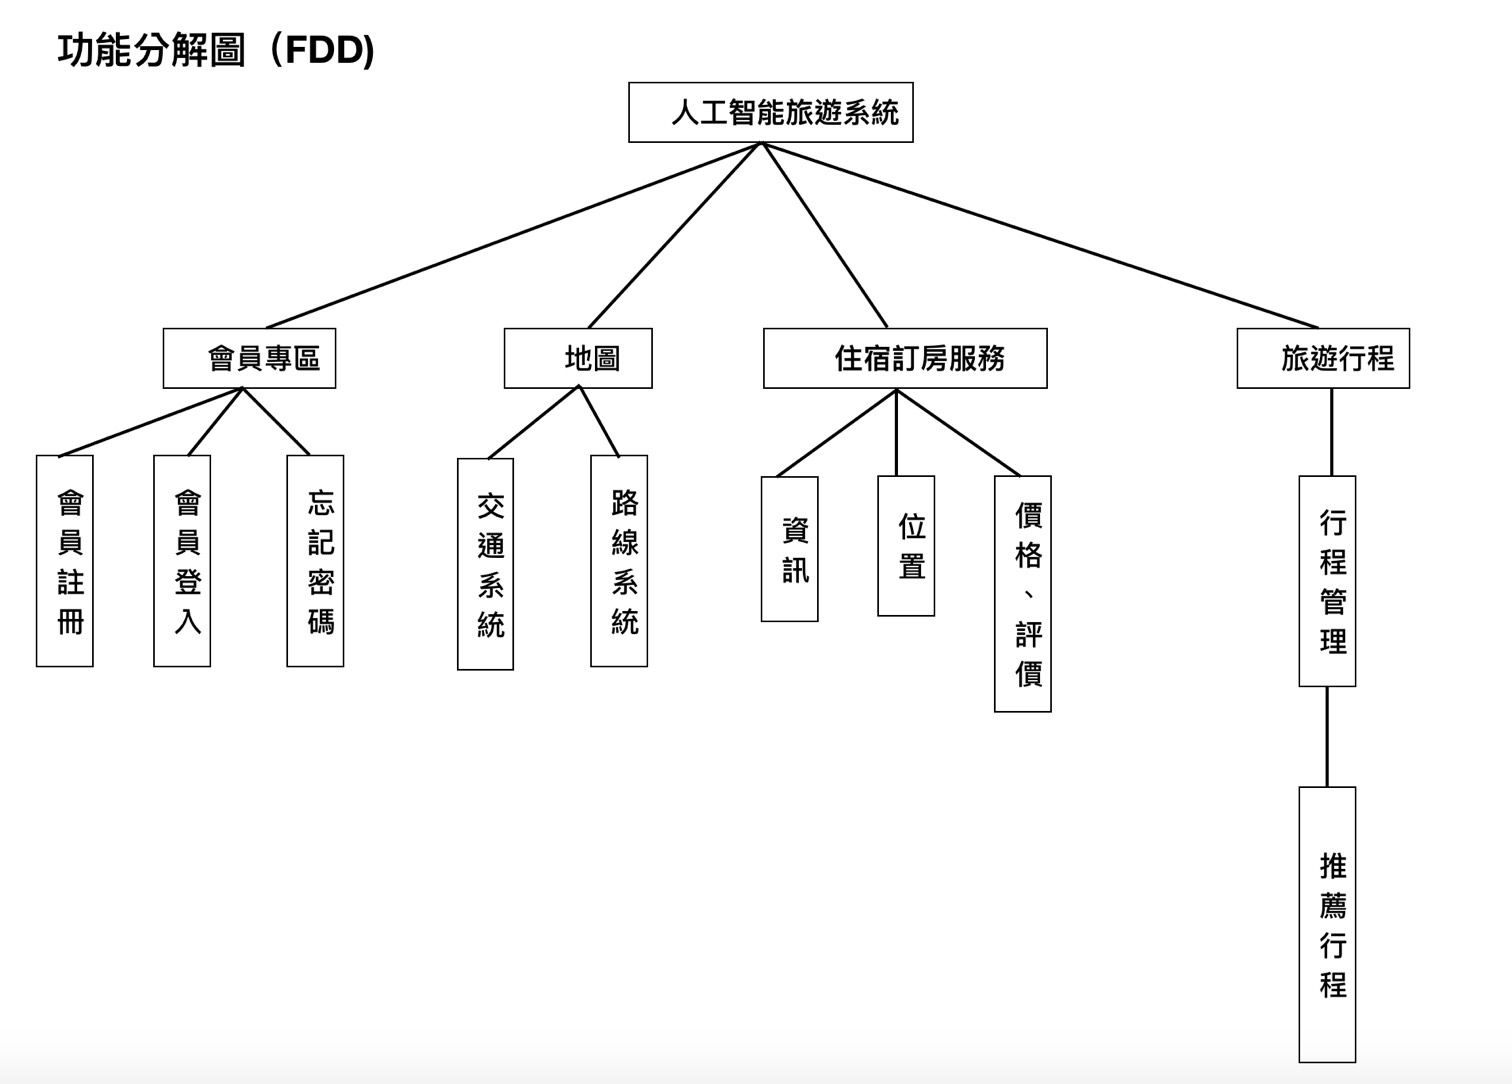 功能分解圖（FDD)
人工智能旅遊系統
會員專區
地圖
住宿訂房服務
旅遊行程
會員註冊
會員登入
忘記密碼
交通系統
路線系統
資訊
位置
價格、評價
行程管理
推薦行程